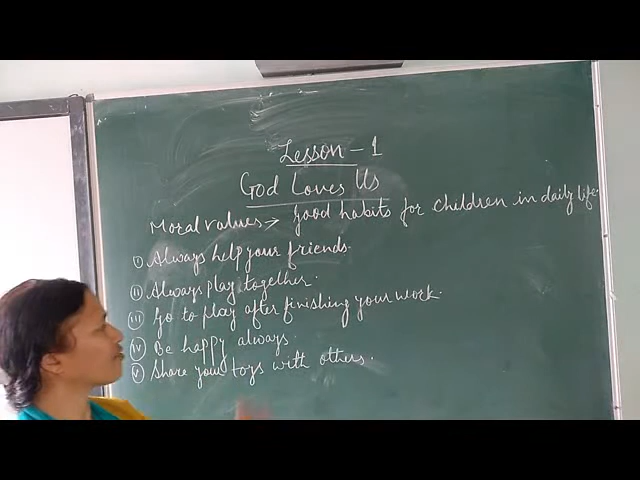 Lesson - 1
God Loves Us
Moral values → Good habits for children in daily life.
i) Always help your friends.
ii) Always play together.
iii) Go to play after finishing your work.
iv) Be happy always.
v) Share your toys with others.